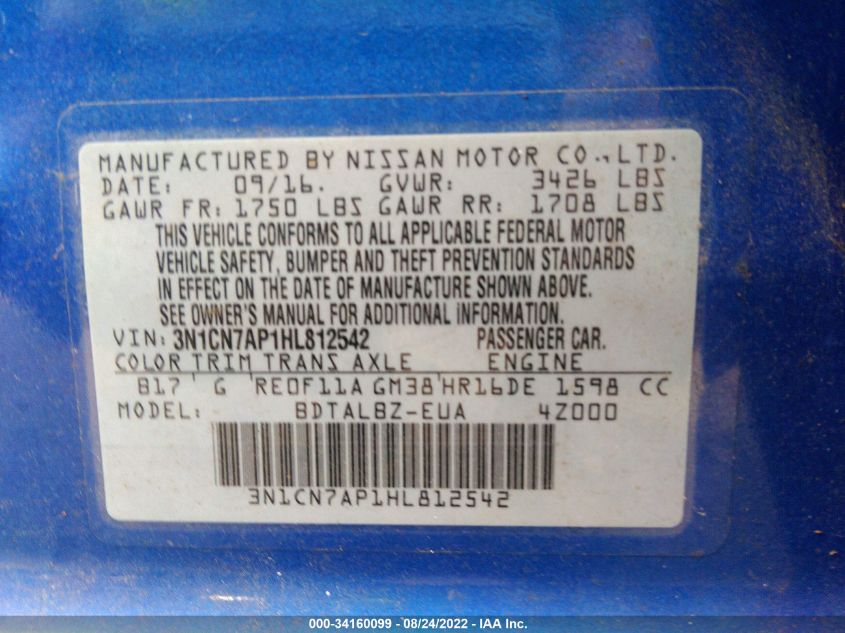 MANUFACTURED BY NISSAN MOTOR CO.,LTD.
DATE: 09/16. GVWR: 3426 LBS
GAWR FR: 1750 LBS GAWR RR: 1708 LBS
THIS VEHICLE CONFORMS TO ALL APPLICABLE FEDERAL MOTOR
VEHICLE SAFETY, BUMPER AND THEFT PREVENTION STANDARDS
IN EFFECT ON THE DATE OF MANUFACTURE SHOWN ABOVE.
SEE OWNER'S MANUAL FOR ADDITIONAL INFORMATION.
VIN: 3N1CN7AP1HL812542 PASSENGER CAR.
COLOR TRIM TRANS AXLE ENGINE
B17 G RE0F11A GM38 HR16DE 1598 CC
MODEL: BDTALBZ-EUA 4Z000
3N1CN7AP1HL812542
000-34160099 - 08/24/2022 - IAA Inc.